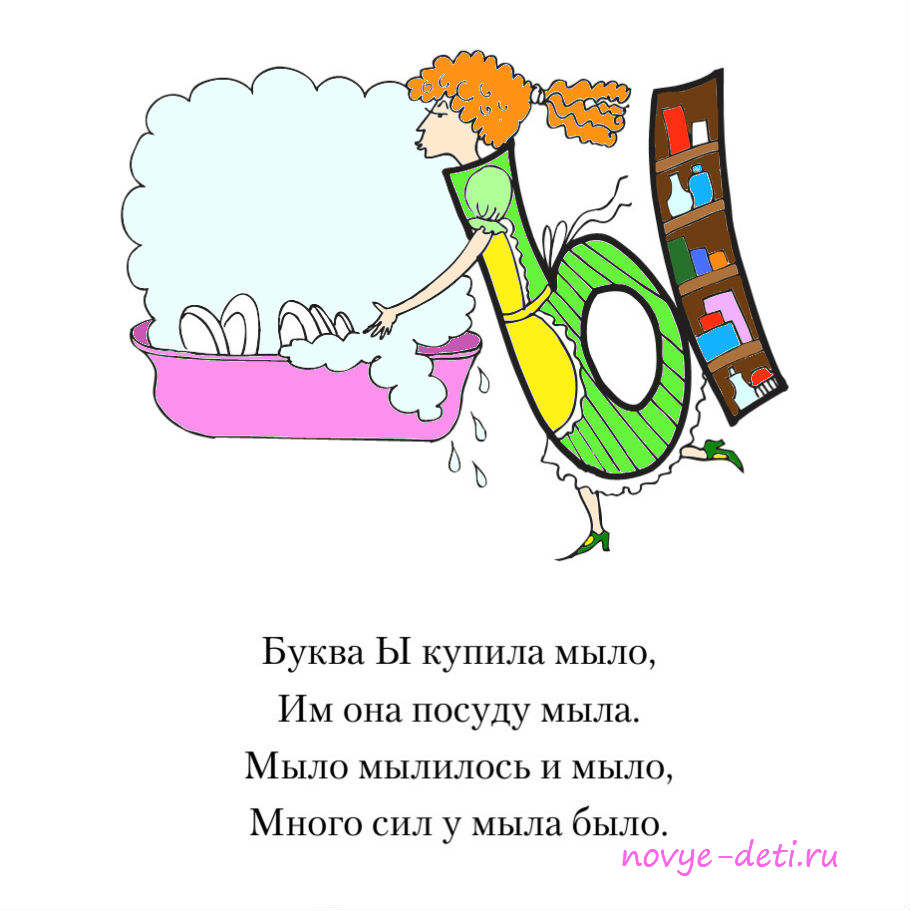 Ы
Буква Ы купила мыло,
Им она посуду мыла.
Мыло мылилось и мыло,
Много сил у мыла было.
novye-deti.ru